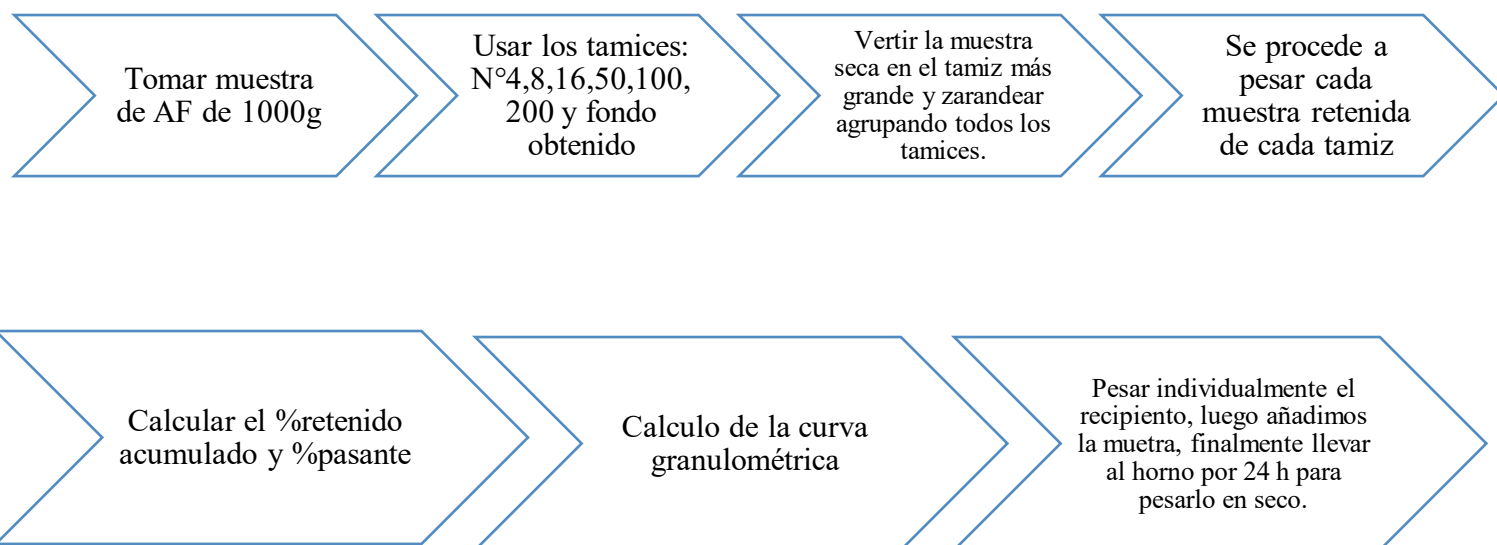 Tomar muestra
de AF de 1000g
Usar los tamices:
N°4,8,16,50,100,
200 y fondo
obtenido
Vertir la muestra
seca en el tamiz más
grande y zarandear
agrupando todos los
tamices.
Se procede a
pesar cada
muestra retenida
de cada tamiz
Calcular el %retenido
acumulado y %pasante
Calculo de la curva
granulométrica
Pesar individualmente el
recipiento, luego añadimos
la muetra, finalmente llevar
al horno por 24 h para
pesarlo en seco.